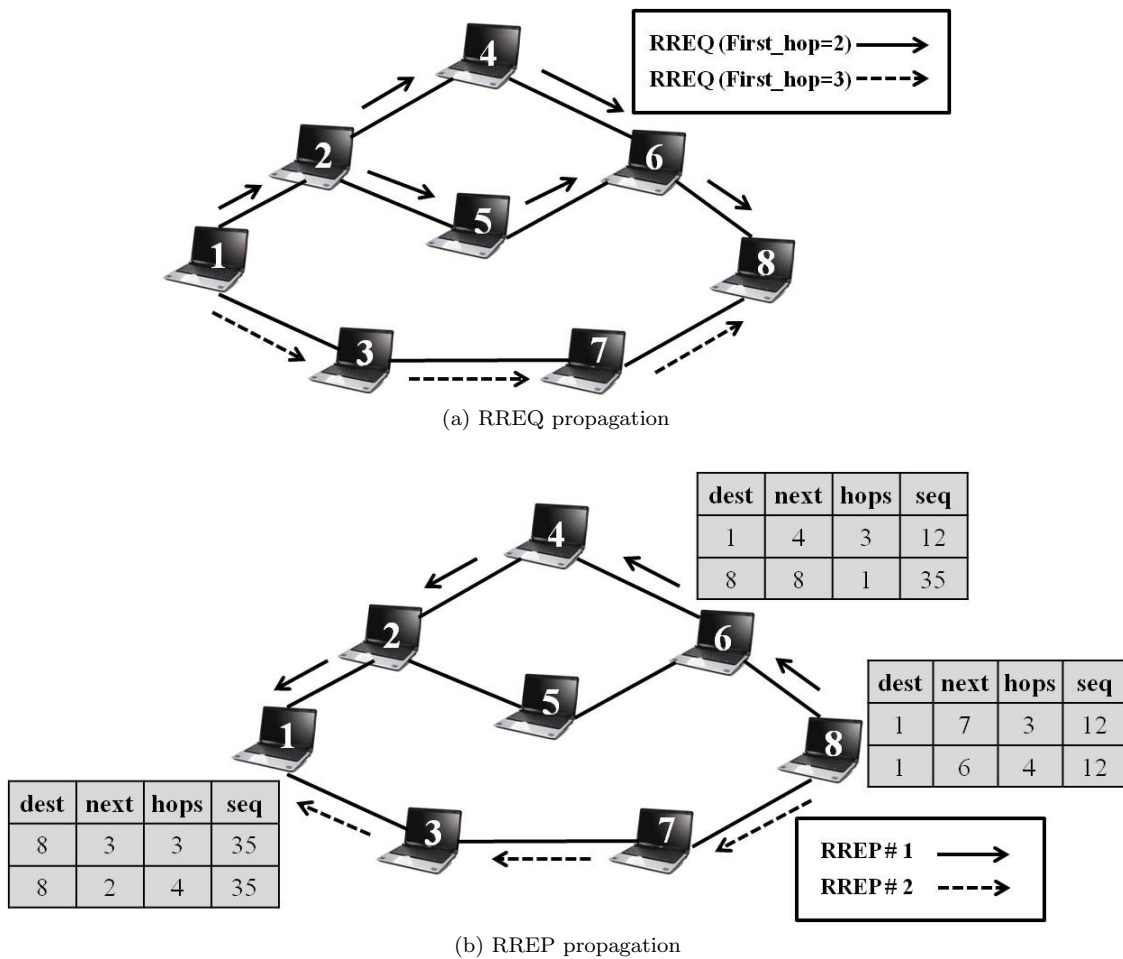 4
RREQ (First_hop=2)
RREQ (First_hop=3)
2
6
5
1
8
3
7
(a) RREQ propagation
dest next hops seq
1 4 3 12
8 8 1 35
4
2
6
dest next hops seq
1 7 3 12
1 6 4 12
5
1
8
dest next hops seq
8 3 3 35
8 2 4 35
3
7
RREP # 1
RREP # 2
(b) RREP propagation